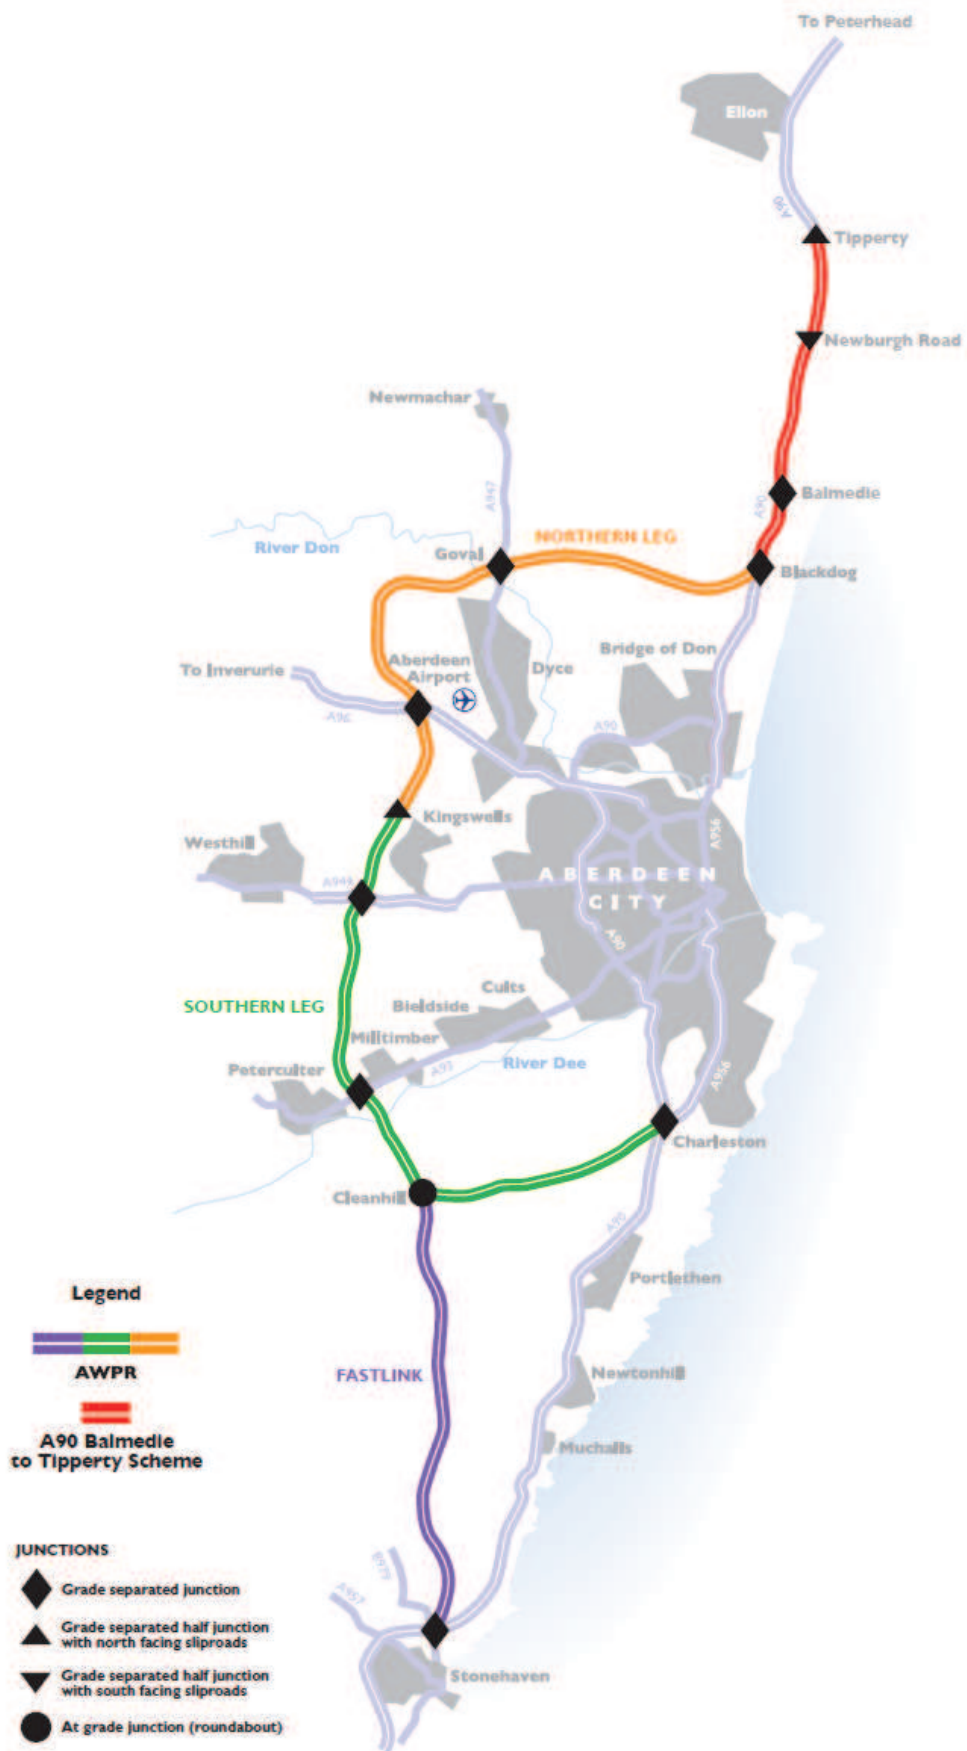 To Peterhead
Ellon
A90
Tipperty
Newburgh Road
Newmachar
A947
A90
Balmedie
River Don
NORTHERN LEG
Goval
Blackdog
To Inverurie
Aberdeen
Airport
Dyce
Bridge of Don
A96
A90
Kingswells
Westhill
A956
A944
ABERDEEN
CITY
A90
SOUTHERN LEG
Cults
Bieldside
Milltimber
Peterculter
A93
River Dee
A956
Charleston
Cleanhill
A90
Portlethen
Legend
AWPR
FASTLINK
Newtonhill
A90 Balmedie
to Tipperty Scheme
Muchalls
JUNCTIONS
B979
A957
Grade separated junction
Grade separated half junction
with north facing sliproads
Grade separated half junction
with south facing sliproads
Stonehaven
At grade junction (roundabout)